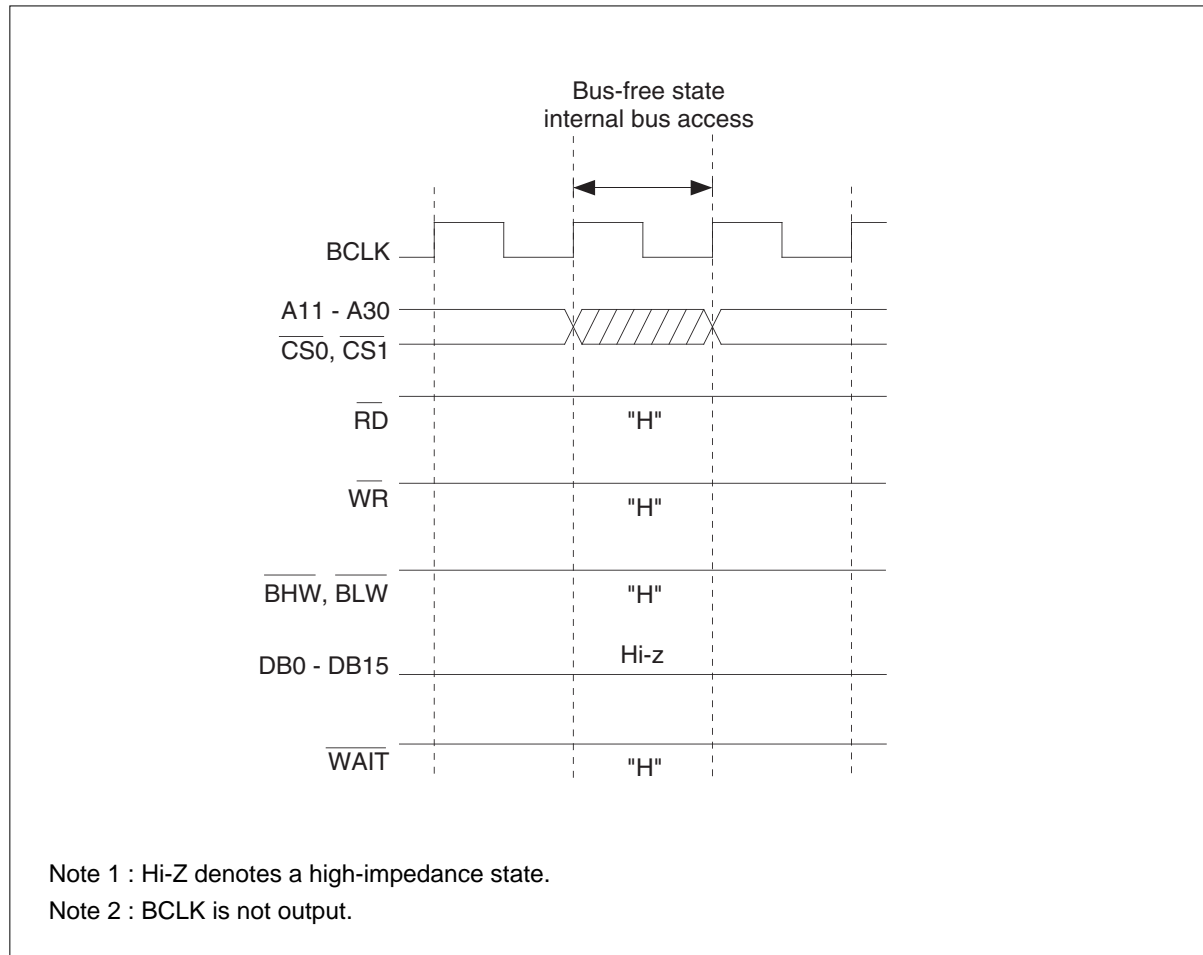 Bus-free state
internal bus access
BCLK
A11 - A30
CS0, CS1
RD
"H"
WR
"H"
BHW, BLW
"H"
DB0 - DB15
Hi-z
WAIT
"H"
Note 1 : Hi-Z denotes a high-impedance state.
Note 2 : BCLK is not output.